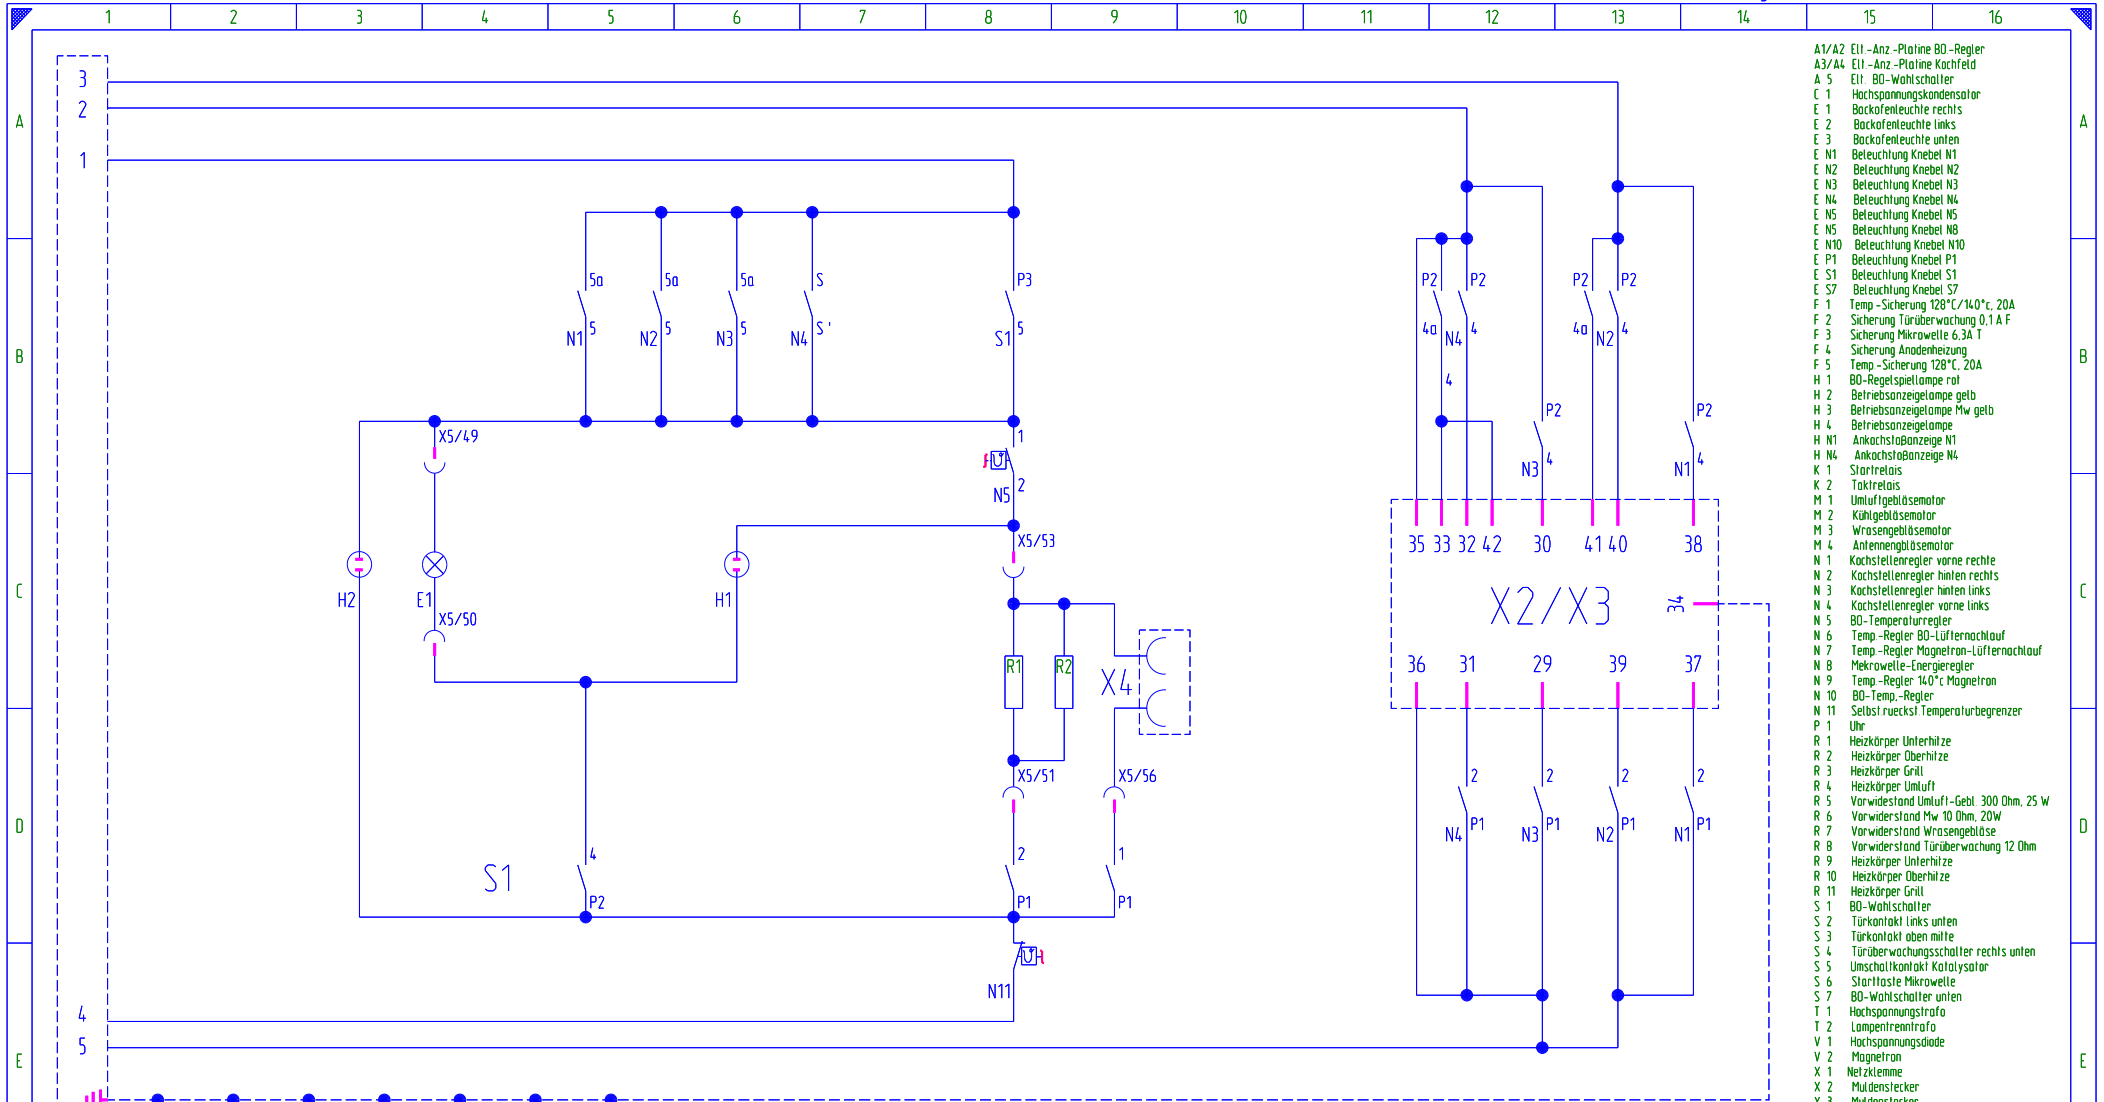 1 2 3 4 5 6 7 8 9 10 11 12 13 14 15 16
A
B
C
D
E
3
2
1
4
5
5a 5a 5a S P3
5 5 5 S' 5
N1 N2 N3 N4 S1
P2 P2 P2 P2
4a N4 4 4a N2 4
4
P2 P2
N3 4 N1 4
X5/49
1
2
N5
X5/53
H2 E1 H1
X5/50
R1 R2 X4
X5/51 X5/56
S1 4 2 1
P2 P1 P1
N11
35 33 32 42 30 41 40 38
X2/X3 34
36 31 29 39 37
2 2 2 2
N4 P1 N3 P1 N2 P1 N1 P1
A
B
C
D
E
A1/A2 Elt.-Anz.-Platine BO.-Regler
A3/A4 Elt.-Anz.-Platine Kochfeld
A 5 Elt. BO-Wahlschalter
C 1 Hochspannungskondensator
E 1 Backofenleuchte rechts
E 2 Backofenleuchte links
E 3 Backofenleuchte unten
E N1 Beleuchtung Knebel N1
E N2 Beleuchtung Knebel N2
E N3 Beleuchtung Knebel N3
E N4 Beleuchtung Knebel N4
E N5 Beleuchtung Knebel N5
E N5 Beleuchtung Knebel N8
E N10 Beleuchtung Knebel N10
E P1 Beleuchtung Knebel P1
E S1 Beleuchtung Knebel S1
E S7 Beleuchtung Knebel S7
F 1 Temp-Sicherung 128°C/140°c, 20A
F 2 Sicherung Türüberwachung 0,1 A F
F 3 Sicherung Mikrowelle 6,3A T
F 4 Sicherung Anodenheizung
F 5 Temp-Sicherung 128°C, 20A
H 1 BO-Regelspiellampe rot
H 2 Betriebsanzeigelampe gelb
H 3 Betriebsanzeigelampe Mw gelb
H 4 Betriebsanzeigelampe
H N1 Ankochstoßanzeige N1
H N4 Ankochstoßanzeige N4
K 1 Startrelais
K 2 Taktrelais
M 1 Umluftgebläsemotor
M 2 Kühlgebläsemotor
M 3 Wrasengebläsemotor
M 4 Antennengbläsemotor
N 1 Kochstellenregler vorne rechte
N 2 Kochstellenregler hinten rechts
N 3 Kochstellenregler hinten links
N 4 Kochstellenregler vorne links
N 5 BO-Temperaturregler
N 6 Temp.-Regler BO-Lüfternachlauf
N 7 Temp.-Regler Magnetron-Lüfternachlauf
N 8 Mekrowelle-Energieregler
N 9 Temp.-Regler 140°c Magnetron
N 10 BO-Temp.-Regler
N 11 Selbst rueckst.Temperaturbegrenzer
P 1 Uhr
R 1 Heizkörper Unterhitze
R 2 Heizkörper Oberhitze
R 3 Heizkörper Grill
R 4 Heizkörper Umluft
R 5 Vorwidestand Umluft-Gebl. 300 Ohm, 25 W
R 6 Vorwiderstand Mw 10 Ohm, 20W
R 7 Vorwiderstand Wrasengebläse
R 8 Vorwiderstand Türüberwachung 12 Ohm
R 9 Heizkörper Unterhitze
R 10 Heizkörper Oberhitze
R 11 Heizkörper Grill
S 1 BO-Wahlschalter
S 2 Türkontakt links unten
S 3 Türkontakt oben mitte
S 4 Türüberwachungsschalter rechts unten
S 5 Umschaltkontakt Katalysator
S 6 Starttaste Mikrowelle
S 7 BO-Wahlschalter unten
T 1 Hochspannungstrafo
T 2 Lampentrenntrafo
V 1 Hochspannungsdiode
V 2 Magnetron
X 1 Netzklemme
X 2 Muldenstecker
X 3 Muldenstecker